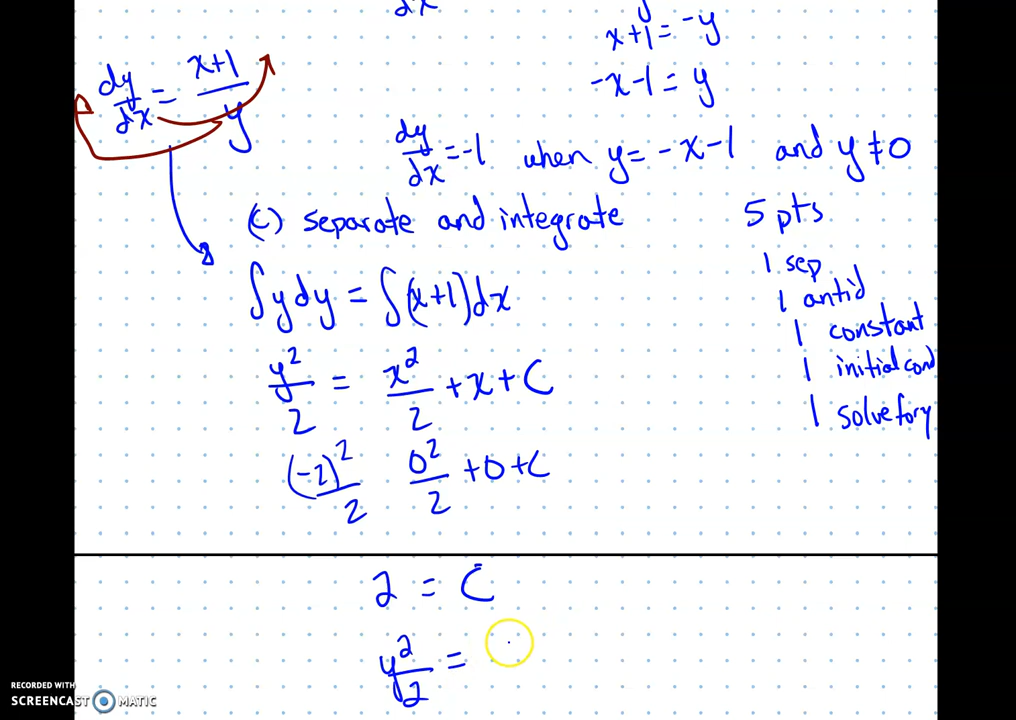 dx
y
x+1 = -y
-x-1 = y
dy/dx = x+1/y
dy/dx = -1 when y = -x-1 and y ≠ 0
(c) separate and integrate 5 pts
1 sep
1 antid
1 constant
1 initial cond
1 solve for y
∫y dy = ∫(x+1)dx
y²/2 = x²/2 + x + C
(-2)²/2 0²/2 + 0 + C
2 = C
y²/2 =
RECORDED WITH
SCREENCAST MATIC